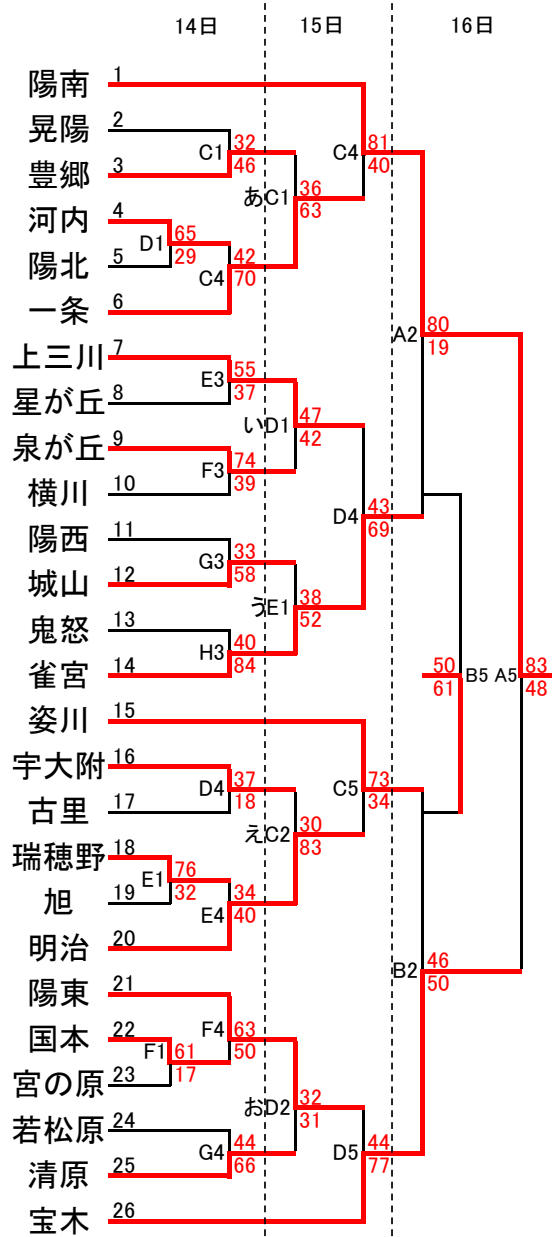 14日 15日 16日
1
陽南
2
晃陽
C1 32
46
3
豊郷
C4 81
40
あC1 36
63
4
河内
D1 65
29
5
陽北
C4 42
70
6
一条
A2 80
19
7
上三川
E3 55
37
8
星が丘
いD1 47
42
9
泉が丘
F3 74
39
10
横川
D4 43
69
11
陽西
G3 33
58
12
城山
うE1 38
52
13
鬼怒
H3 40
84
14
雀宮
50
61
B5 A5 83
48
15
姿川
16
宇大附
D4 37
18
17
古里
C5 73
34
えC2 30
83
18
瑞穂野
E1 76
32
19
旭
E4 34
40
20
明治
B2 46
50
21
陽東
F4 63
50
22
国本
F1 61
17
23
宮の原
おD2 32
31
24
若松原
G4 44
66
25
清原
D5 44
77
26
宝木